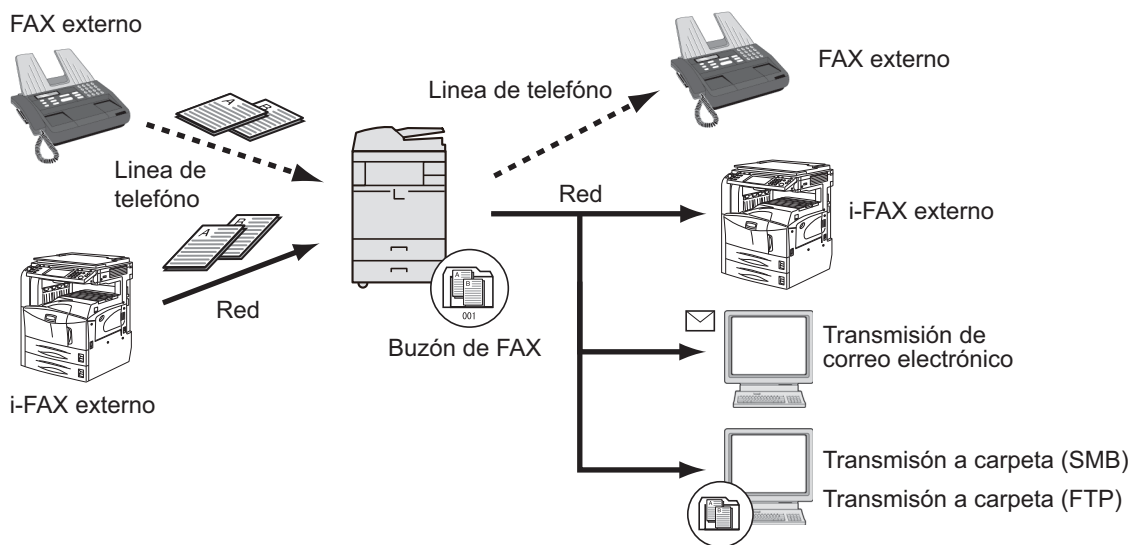 FAX externo
FAX externo
Linea de telefóno
A
B
Linea de
telefóno
Red
i-FAX externo
B
A
Red
A
B
001
Buzón de FAX
Transmisión de
correo electrónico
i-FAX externo
Transmisón a carpeta (SMB)
A
B
Transmisón a carpeta (FTP)